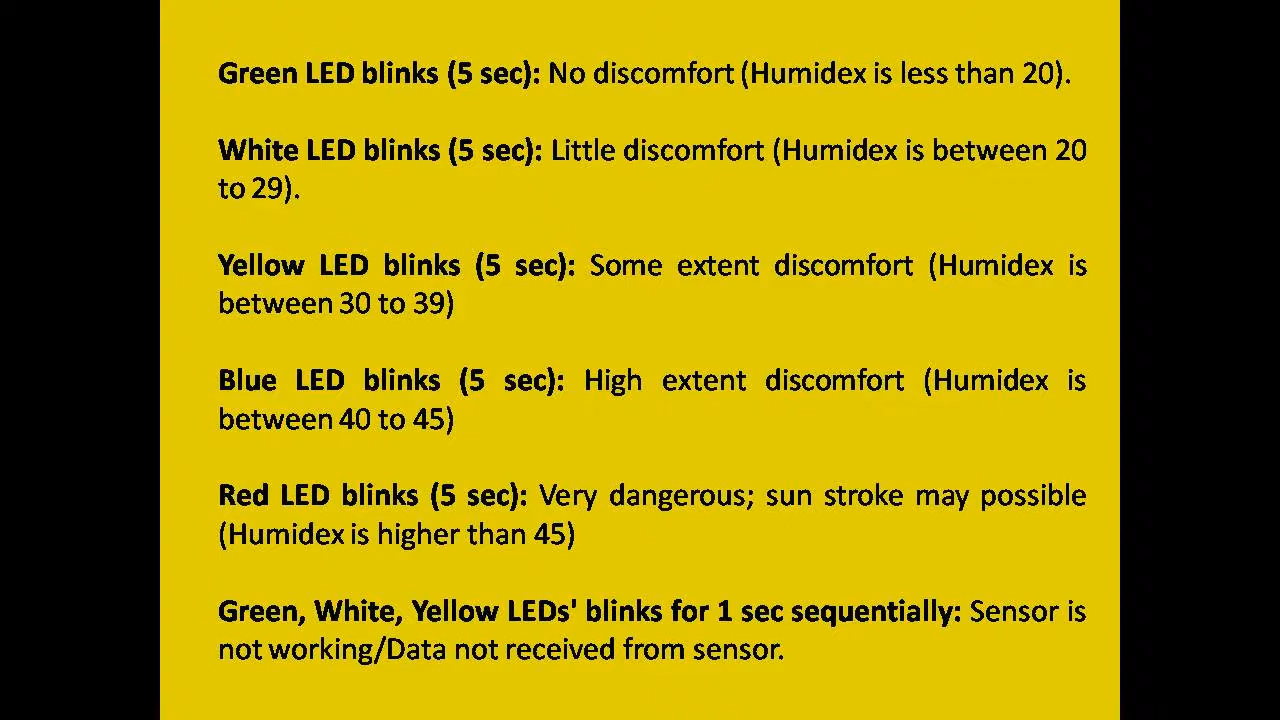 Green LED blinks (5 sec): No discomfort (Humidex is less than 20).
White LED blinks (5 sec): Little discomfort (Humidex is between 20
to 29).
Yellow LED blinks (5 sec): Some extent discomfort (Humidex is
between 30 to 39)
Blue LED blinks (5 sec): High extent discomfort (Humidex is
between 40 to 45)
Red LED blinks (5 sec): Very dangerous; sun stroke may possible
(Humidex is higher than 45)
Green, White, Yellow LEDs' blinks for 1 sec sequentially: Sensor is
not working/Data not received from sensor.